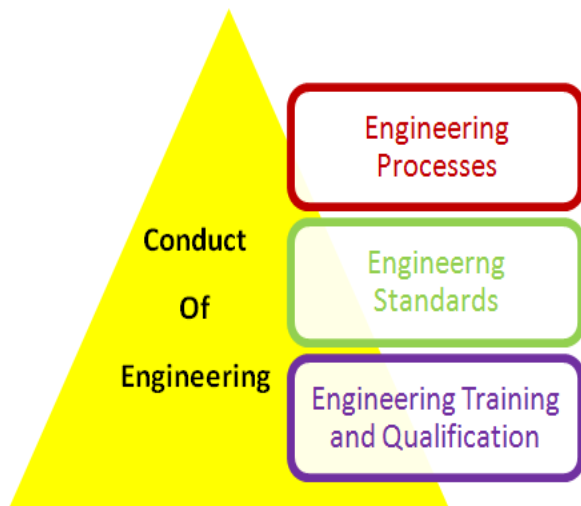 Conduct
Of
Engineering
Engineering
Processes
Engineerng
Standards
Engineering Training
and Qualification